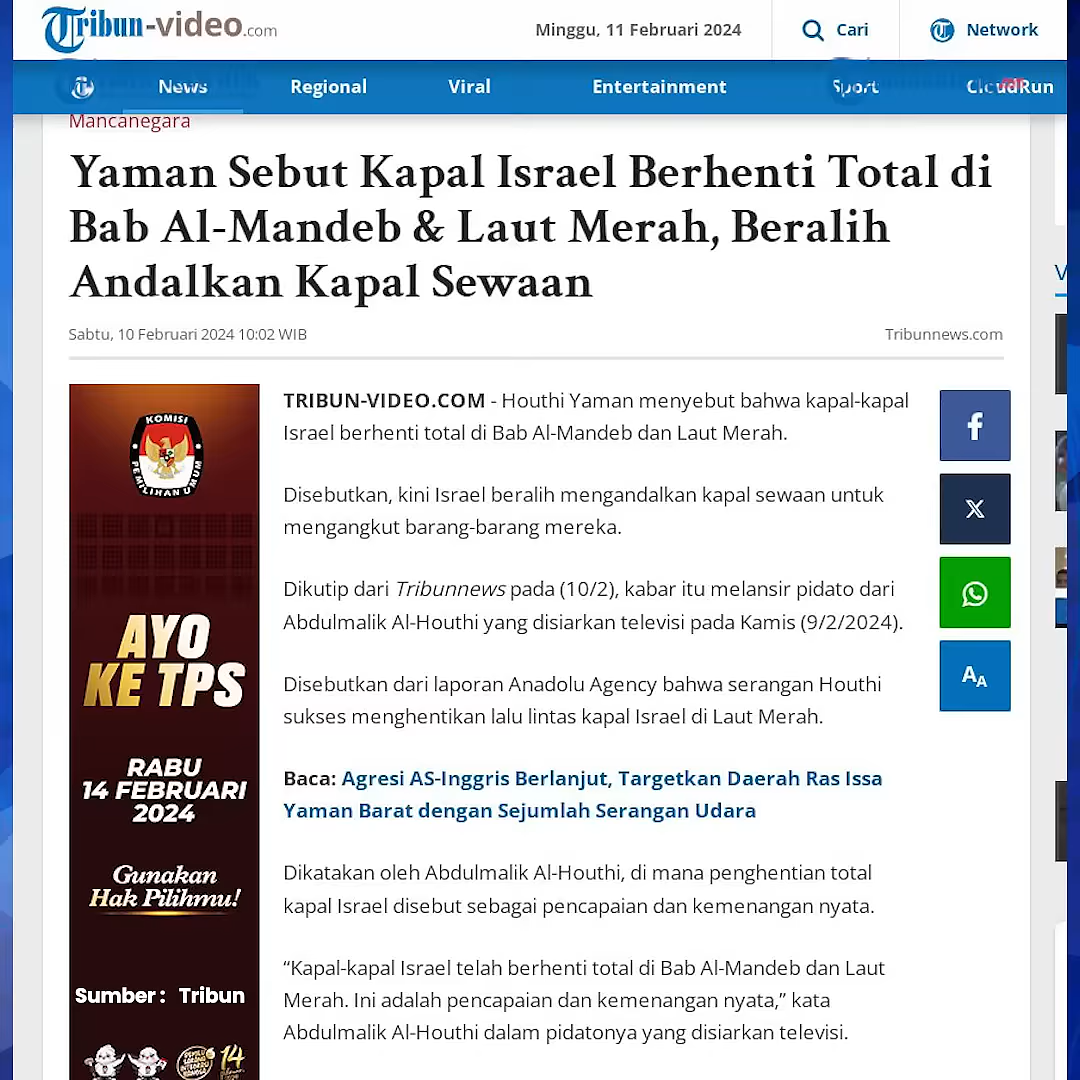 Tribun-video.com
Minggu, 11 Februari 2024
Cari
Network
News
Regional
Viral
Entertainment
Sport
CloudRun
Mancanegara
Yaman Sebut Kapal Israel Berhenti Total di
Bab Al-Mandeb & Laut Merah, Beralih
Andalkan Kapal Sewaan
Sabtu, 10 Februari 2024 10:02 WIB
Tribunnews.com
KOMISI
PEMILIHAN UMUM
AYO
KE TPS
RABU
14 FEBRUARI
2024
Gunakan
Hak Pilihmu!
Sumber : Tribun
14
TRIBUN-VIDEO.COM - Houthi Yaman menyebut bahwa kapal-kapal
Israel berhenti total di Bab Al-Mandeb dan Laut Merah.
Disebutkan, kini Israel beralih mengandalkan kapal sewaan untuk
mengangkut barang-barang mereka.
Dikutip dari Tribunnews pada (10/2), kabar itu melansir pidato dari
Abdulmalik Al-Houthi yang disiarkan televisi pada Kamis (9/2/2024).
Disebutkan dari laporan Anadolu Agency bahwa serangan Houthi
sukses menghentikan lalu lintas kapal Israel di Laut Merah.
Baca: Agresi AS-Inggris Berlanjut, Targetkan Daerah Ras Issa
Yaman Barat dengan Sejumlah Serangan Udara
Dikatakan oleh Abdulmalik Al-Houthi, di mana penghentian total
kapal Israel disebut sebagai pencapaian dan kemenangan nyata.
“Kapal-kapal Israel telah berhenti total di Bab Al-Mandeb dan Laut
Merah. Ini adalah pencapaian dan kemenangan nyata,” kata
Abdulmalik Al-Houthi dalam pidatonya yang disiarkan televisi.
f
X
AA
V